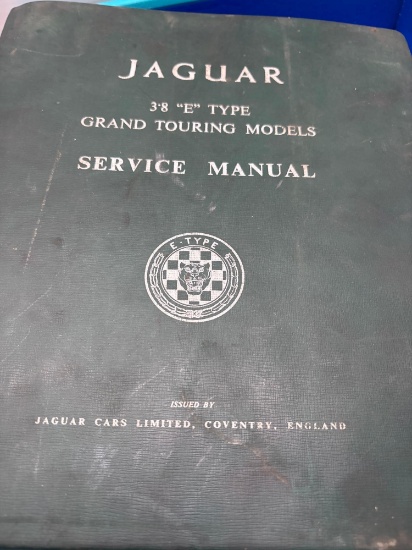 JAGUAR
3·8 "E" TYPE
GRAND TOURING MODELS
SERVICE MANUAL
E-TYPE
ISSUED BY
JAGUAR CARS LIMITED, COVENTRY, ENGLAND